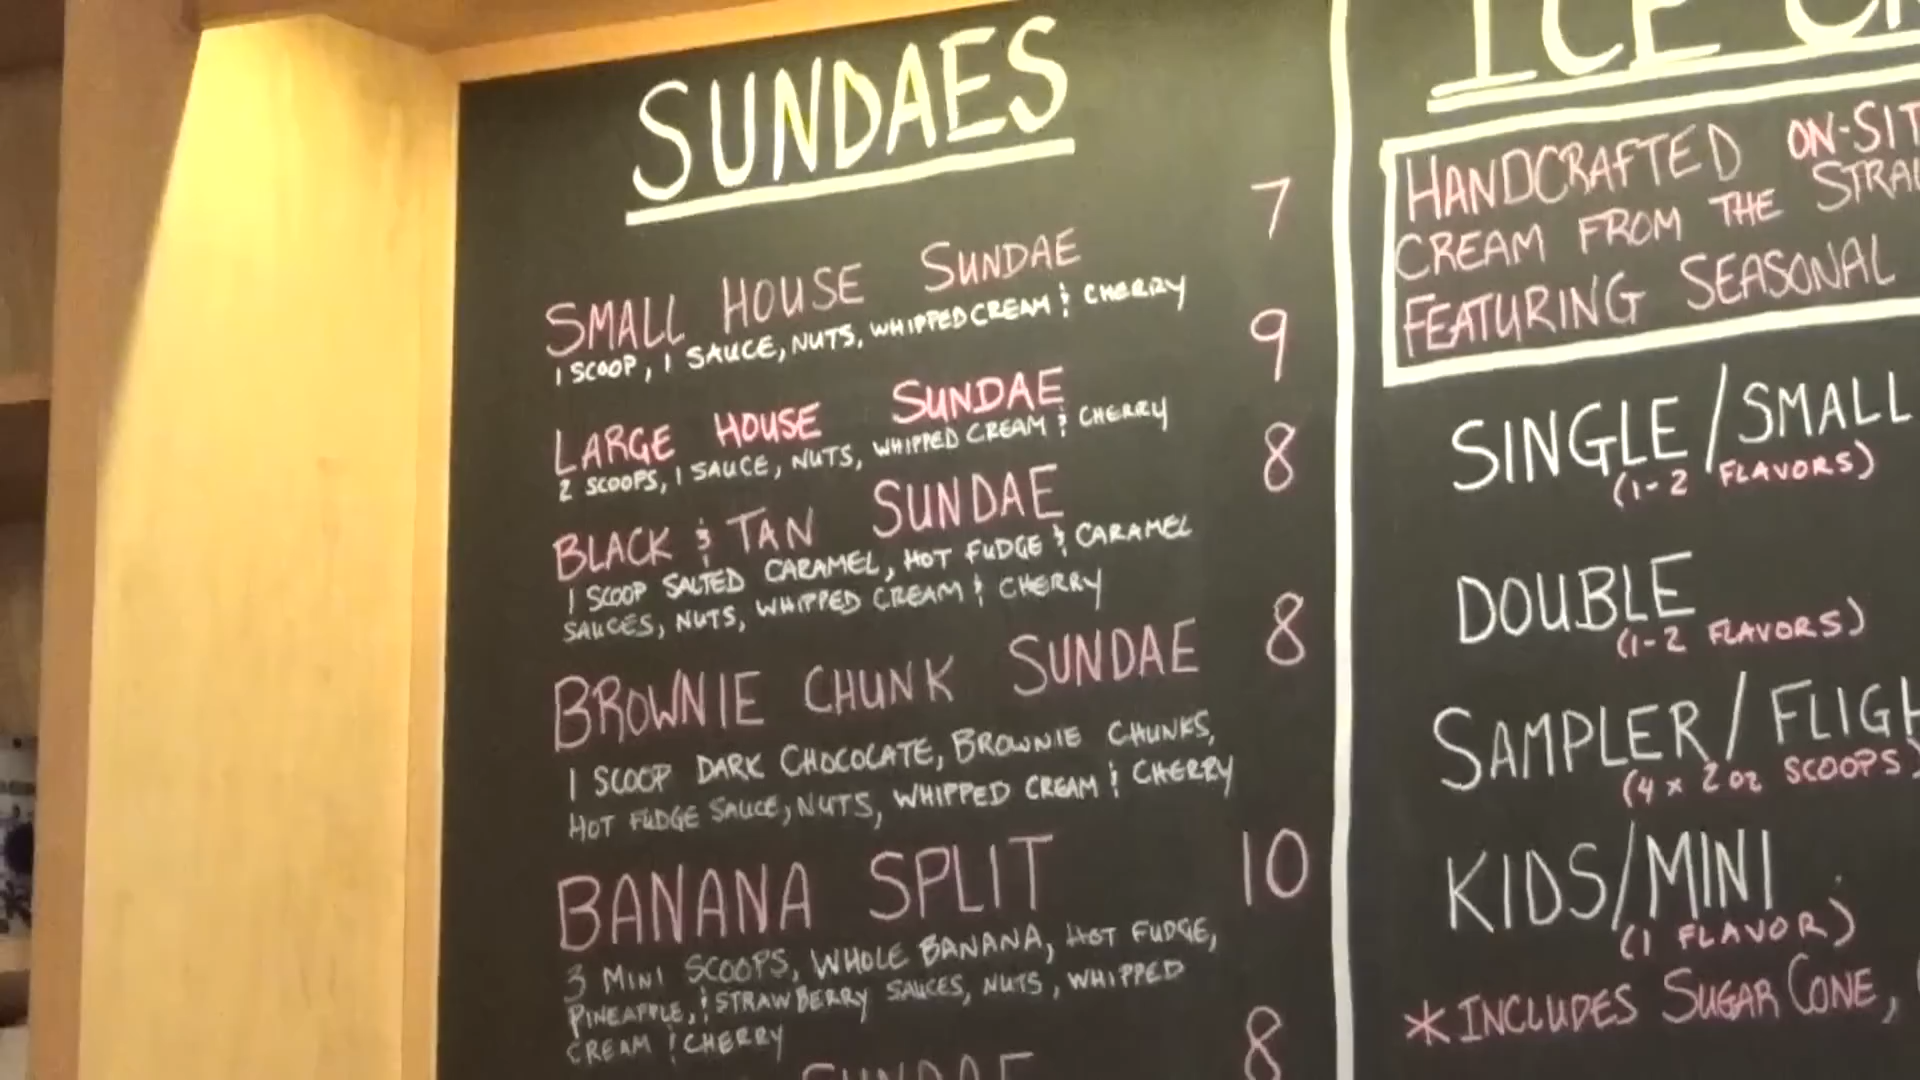 SUNDAES
SMALL HOUSE SUNDAE 7
1 SCOOP, 1 SAUCE, NUTS, WHIPPED CREAM & CHERRY
LARGE HOUSE SUNDAE 9
2 SCOOPS, 1 SAUCE, NUTS, WHIPPED CREAM & CHERRY
BLACK & TAN SUNDAE 8
1 SCOOP SALTED CARAMEL, HOT FUDGE & CARAMEL
SAUCES, NUTS, WHIPPED CREAM & CHERRY
BROWNIE CHUNK SUNDAE 8
1 SCOOP DARK CHOCOLATE, BROWNIE CHUNKS,
HOT FUDGE SAUCE, NUTS, WHIPPED CREAM & CHERRY
BANANA SPLIT 10
3 MINI SCOOPS, WHOLE BANANA, HOT FUDGE,
PINEAPPLE, & STRAWBERRY SAUCES, NUTS, WHIPPED
CREAM & CHERRY
SUNDAE 8
ICE
HANDCRAFTED
CREAM FROM THE
FEATURING SEASONAL
SINGLE/SMALL
(1-2 FLAVORS)
DOUBLE
(1-2 FLAVORS)
SAMPLER/
(4 x 2 oz SCOOPS)
KIDS/MINI
(1 FLAVOR)
*INCLUDES SUGAR CONE,